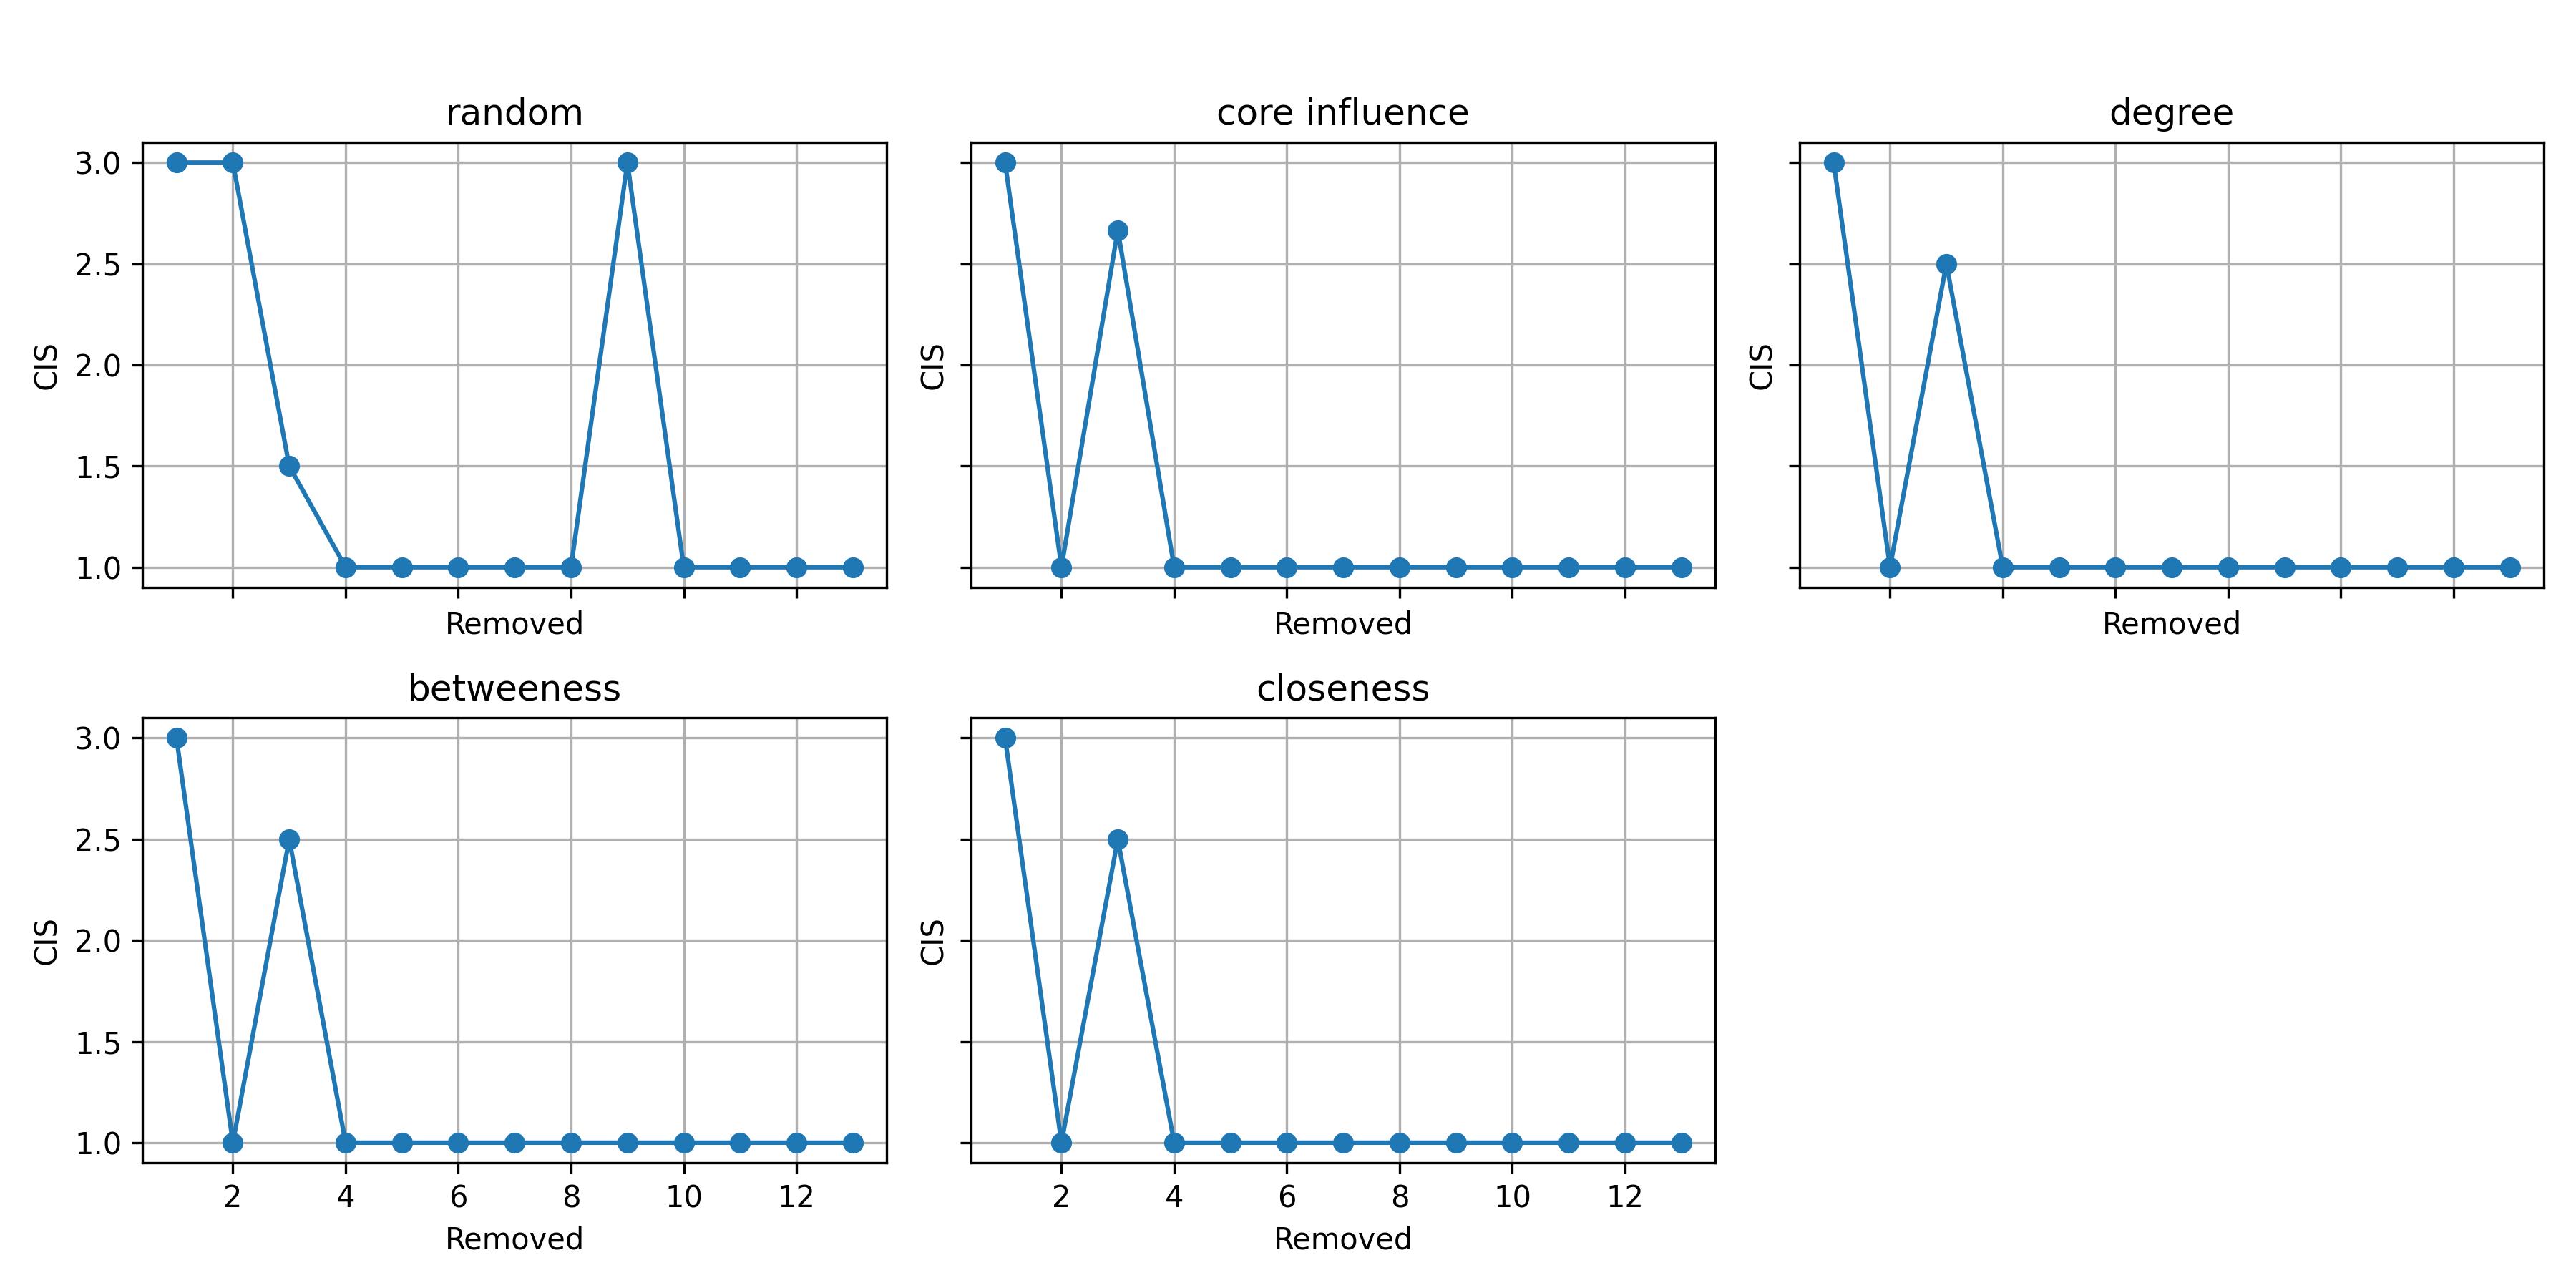 random
3.0
2.5
2.0
1.5
1.0
CIS
Removed
core influence
CIS
Removed
degree
CIS
Removed
betweeness
3.0
2.5
2.0
1.5
1.0
CIS
2 4 6 8 10 12
Removed
closeness
CIS
2 4 6 8 10 12
Removed